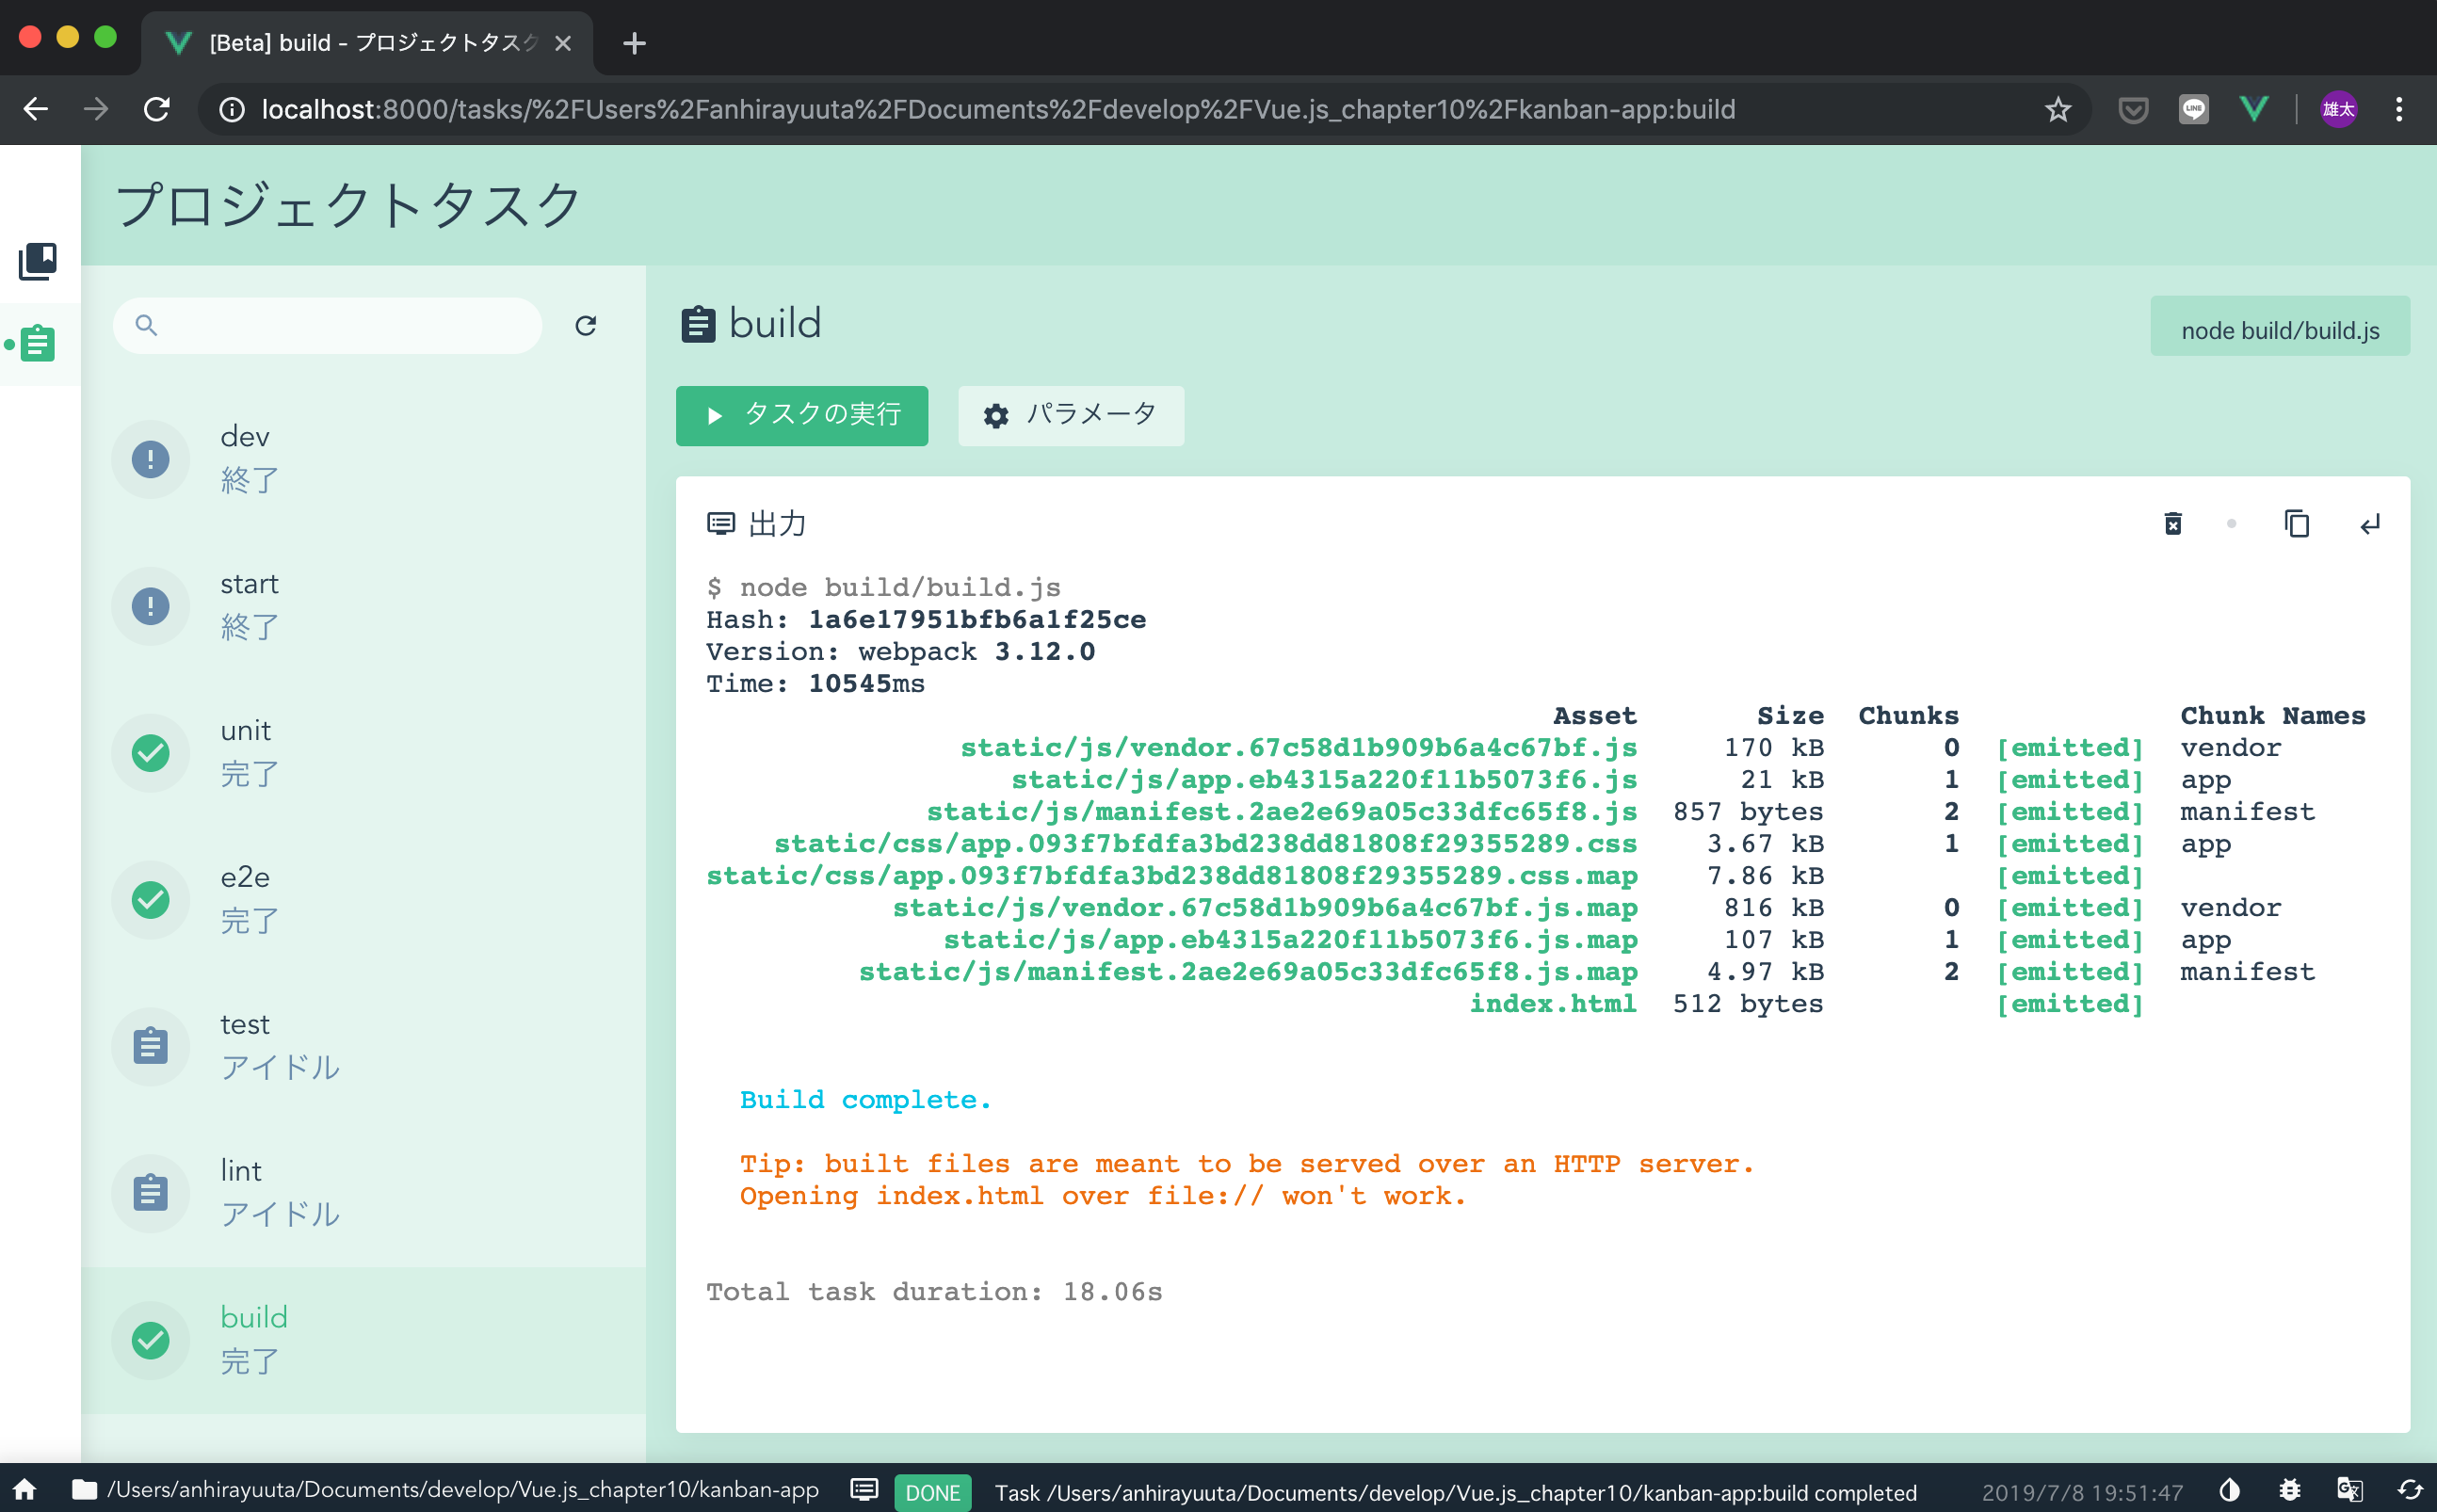 [Beta] build - プロジェクトタスク
localhost:8000/tasks/%2FUsers%2Fanhirayuuta%2FDocuments%2Fdevelop%2FVue.js_chapter10%2Fkanban-app:build
LINE
雄太
プロジェクトタスク
dev
終了
start
終了
unit
完了
e2e
完了
test
アイドル
lint
アイドル
build
完了
build
node build/build.js
タスクの実行
パラメータ
出力
$ node build/build.js
Hash: 1a6e17951bfb6a1f25ce
Version: webpack 3.12.0
Time: 10545ms
Asset Size Chunks Chunk Names
static/js/vendor.67c58d1b909b6a4c67bf.js 170 kB 0 [emitted] vendor
static/js/app.eb4315a220f11b5073f6.js 21 kB 1 [emitted] app
static/js/manifest.2ae2e69a05c33dfc65f8.js 857 bytes 2 [emitted] manifest
static/css/app.093f7bfdfa3bd238dd81808f29355289.css 3.67 kB 1 [emitted] app
static/css/app.093f7bfdfa3bd238dd81808f29355289.css.map 7.86 kB [emitted]
static/js/vendor.67c58d1b909b6a4c67bf.js.map 816 kB 0 [emitted] vendor
static/js/app.eb4315a220f11b5073f6.js.map 107 kB 1 [emitted] app
static/js/manifest.2ae2e69a05c33dfc65f8.js.map 4.97 kB 2 [emitted] manifest
index.html 512 bytes [emitted]
Build complete.
Tip: built files are meant to be served over an HTTP server.
Opening index.html over file:// won't work.
Total task duration: 18.06s
/Users/anhirayuuta/Documents/develop/Vue.js_chapter10/kanban-app
DONE
Task /Users/anhirayuuta/Documents/develop/Vue.js_chapter10/kanban-app:build completed
2019/7/8 19:51:47